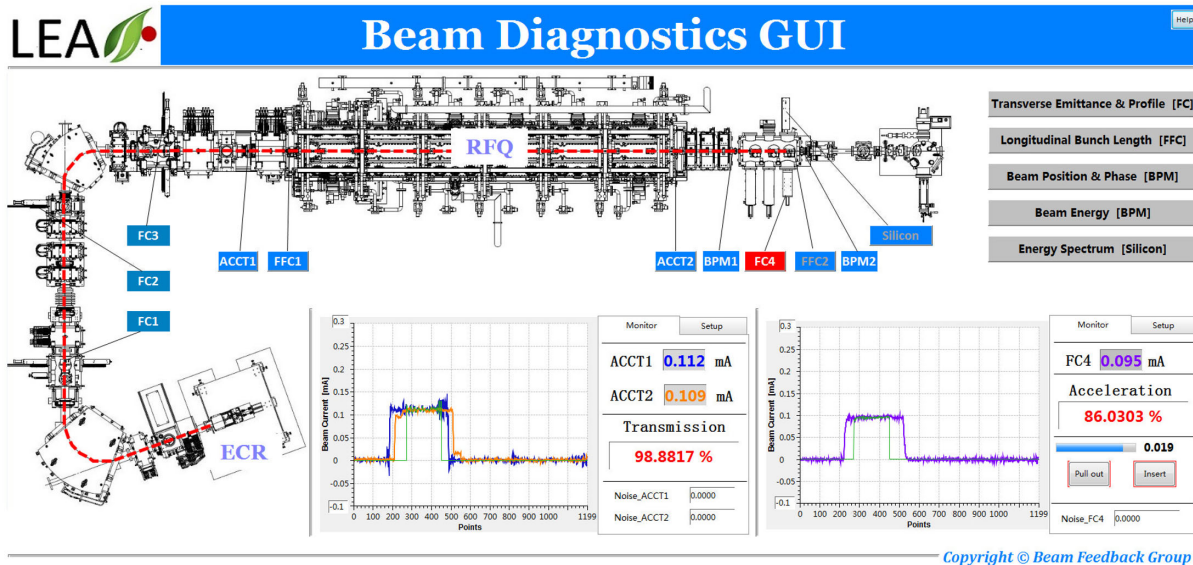 LEAF
Beam Diagnostics GUI
Help
RFQ
Transverse Emittance & Profile [FC]
Longitudinal Bunch Length [FFC]
Beam Position & Phase [BPM]
Beam Energy [BPM]
Energy Spectrum [Silicon]
FC3
ACCT1
FFC1
ACCT2
BPM1
FC4
FFC2
BPM2
Silicon
FC2
FC1
ECR
0.3
0.25
0.2
0.15
0.1
0.05
0
-0.05
-0.1
Beam Current [mA]
0 100 200 300 400 500 600 700 800 900 1000 1199
Points
Monitor
Setup
ACCT1 0.112 mA
ACCT2 0.109 mA
Transmission
98.8817 %
Noise_ACCT1 0.0000
Noise_ACCT2 0.0000
0.3
0.25
0.2
0.15
0.1
0.05
0
-0.05
-0.1
Beam Current [mA]
0 100 200 300 400 500 600 700 800 900 1000 1199
Points
Monitor
Setup
FC4 0.095 mA
Acceleration
86.0303 %
0.019
Pull out
Insert
Noise_FC4 0.0000
Copyright © Beam Feedback Group